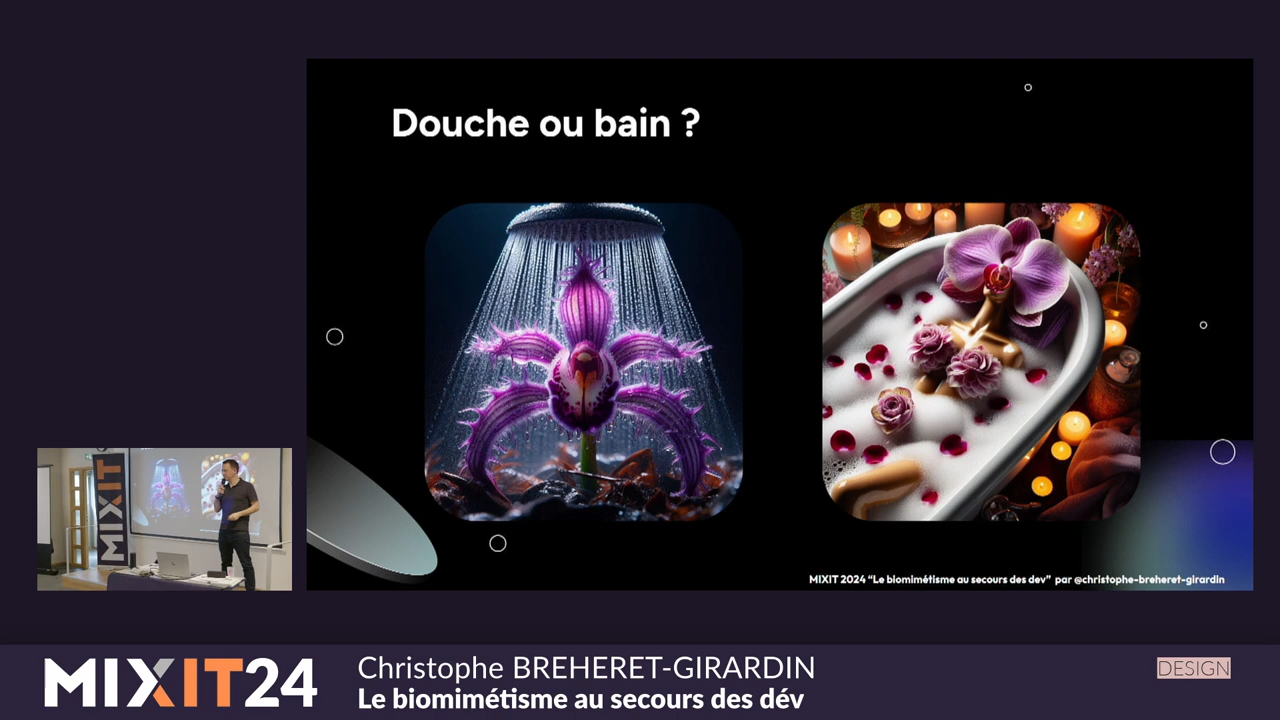 Douche ou bain ?
MIXIT
MIXIT 2024 “Le biomimétisme au secours des dev” par @christophe-breheret-girardin
MIXIT24
Christophe BREHERET-GIRARDIN
Le biomimétisme au secours des dév
DESIGN